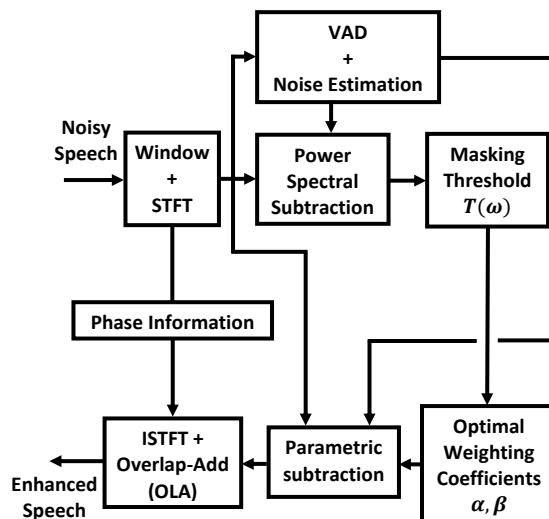 VAD
+
Noise Estimation
Noisy
Speech
Window
+
STFT
Power
Spectral
Subtraction
Masking
Threshold
T(ω)
Phase Information
ISTFT +
Overlap-Add
(OLA)
Parametric
subtraction
Optimal
Weighting
Coefficients
α, β
Enhanced
Speech